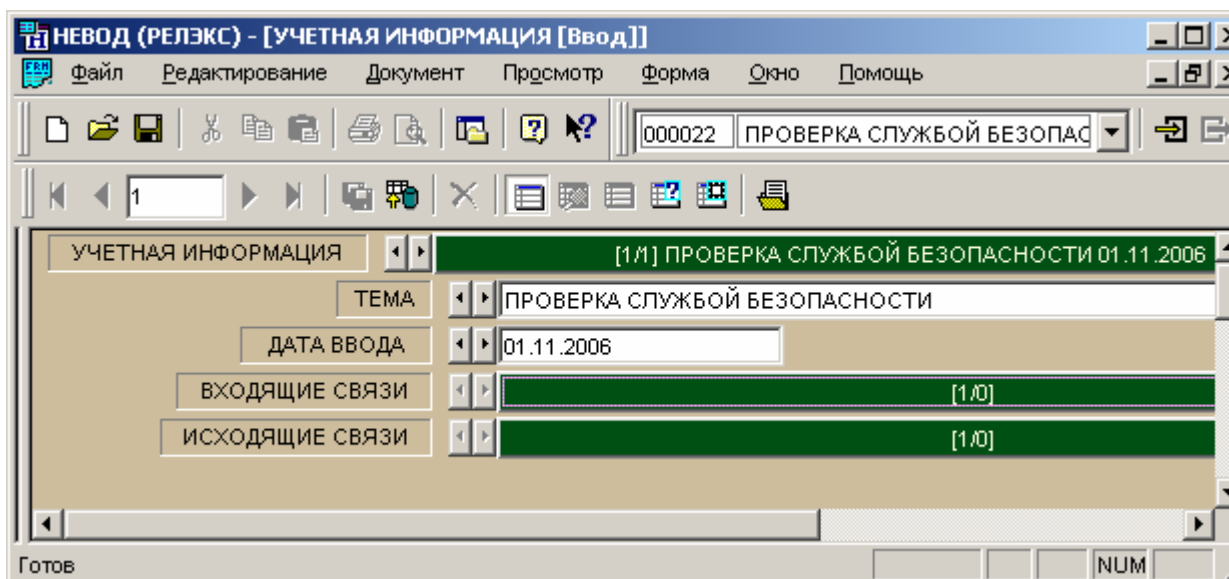 НЕВОД (РЕЛЭКС) - [УЧЕТНАЯ ИНФОРМАЦИЯ [Ввод]]
Файл Редактирование Документ Просмотр Форма Окно Помощь
000022 ПРОВЕРКА СЛУЖБОЙ БЕЗОПАС
1
УЧЕТНАЯ ИНФОРМАЦИЯ [1/1] ПРОВЕРКА СЛУЖБОЙ БЕЗОПАСНОСТИ 01.11.2006
ТЕМА ПРОВЕРКА СЛУЖБОЙ БЕЗОПАСНОСТИ
ДАТА ВВОДА 01.11.2006
ВХОДЯЩИЕ СВЯЗИ [1/0]
ИСХОДЯЩИЕ СВЯЗИ [1/0]
Готов NUM